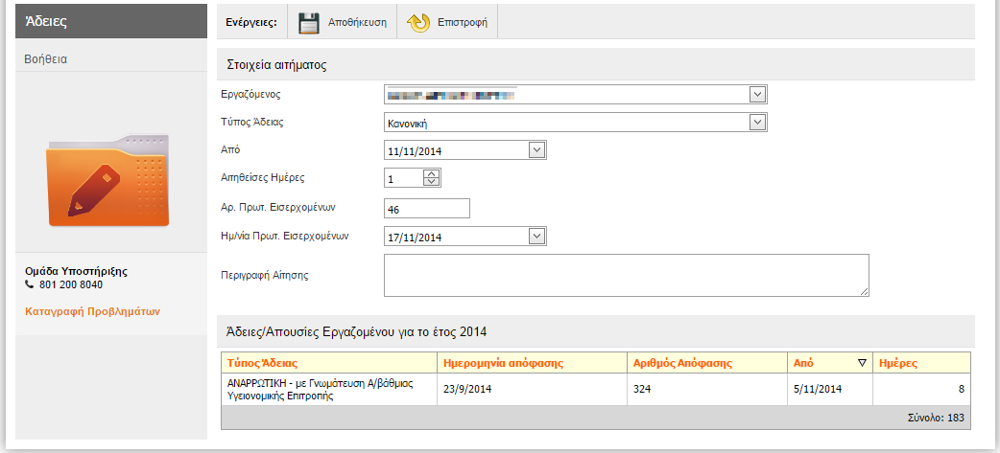 Άδειες
Ενέργειες: Αποθήκευση Επιστροφή
Βοήθεια
Στοιχεία αιτήματος
Εργαζόμενος
Τύπος Άδειας Κανονική
Από 11/11/2014
Αιτηθείσες Ημέρες 1
Αρ. Πρωτ. Εισερχομένων 46
Ημ/νία Πρωτ. Εισερχομένων 17/11/2014
Περιγραφή Αίτησης
Ομάδα Υποστήριξης
801 200 8040
Καταγραφή Προβλημάτων
Άδειες/Απουσίες Εργαζομένου για το έτος 2014
Τύπος Άδειας Ημερομηνία απόφασης Αριθμός Απόφασης Από Ημέρες
ΑΝΑΡΡΩΤΙΚΗ - με Γνωμάτευση Α/βάθμιας
Υγειονομικής Επιτροπής 23/9/2014 324 5/11/2014 8
Σύνολο: 183